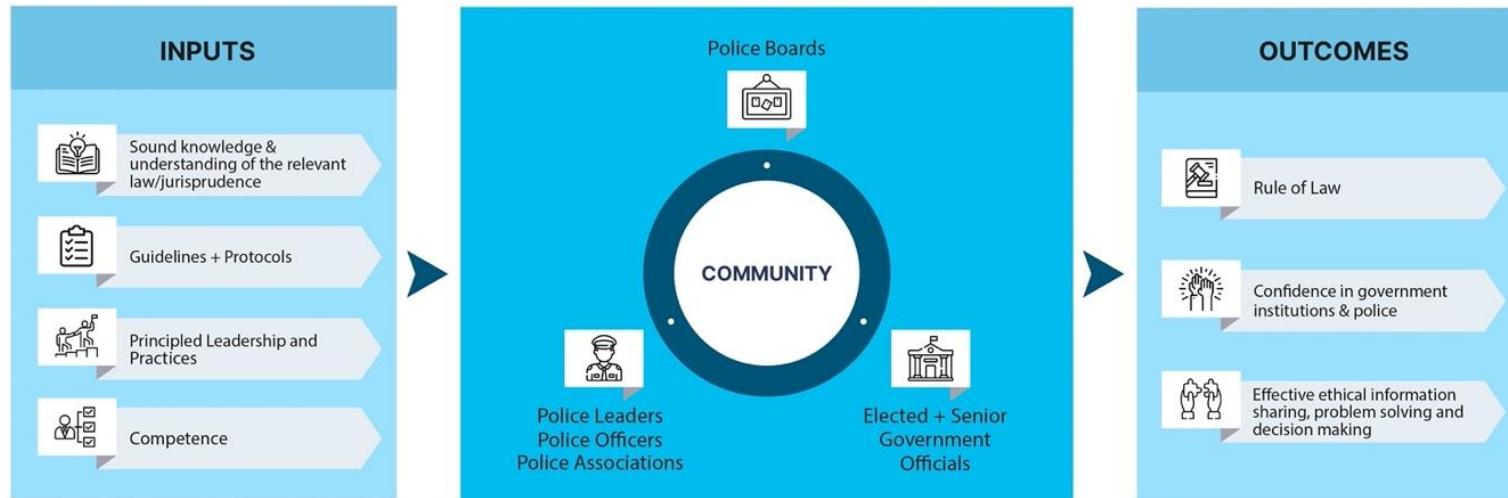 INPUTS
Sound knowledge &
understanding of the relevant
law/jurisprudence
Guidelines + Protocols
Principled Leadership and
Practices
Competence
Police Boards
COMMUNITY
Police Leaders
Police Officers
Police Associations
Elected + Senior
Government
Officials
OUTCOMES
Rule of Law
Confidence in government
institutions & police
Effective ethical information
sharing, problem solving and
decision making